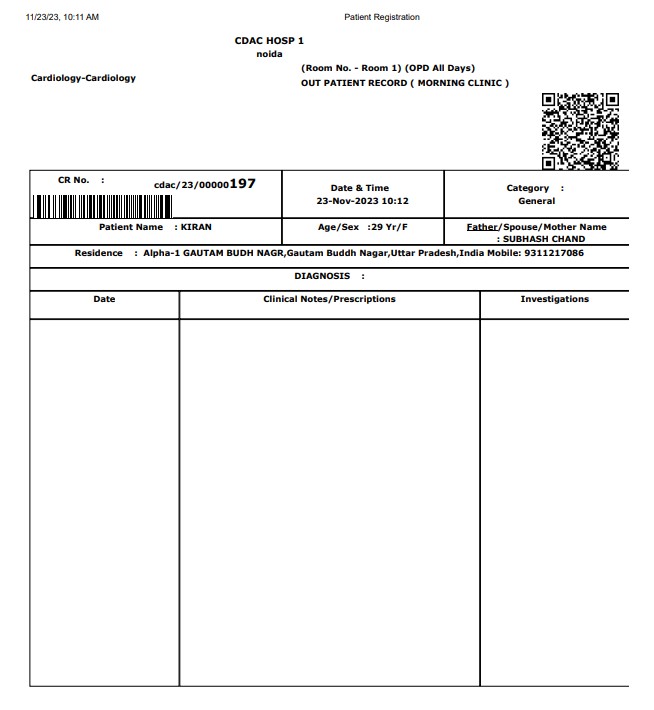 11/23/23, 10:11 AM Patient Registration
CDAC HOSP 1
noida
(Room No. - Room 1) (OPD All Days)
Cardiology-Cardiology
OUT PATIENT RECORD ( MORNING CLINIC )
CR No. : cdac/23/00000197
Date & Time
23-Nov-2023 10:12
Category :
General
Patient Name : KIRAN
Age/Sex :29 Yr/F
Father/Spouse/Mother Name
: SUBHASH CHAND
Residence : Alpha-1 GAUTAM BUDH NAGR,Gautam Buddh Nagar,Uttar Pradesh,India Mobile: 9311217086
DIAGNOSIS :
Date Clinical Notes/Prescriptions Investigations